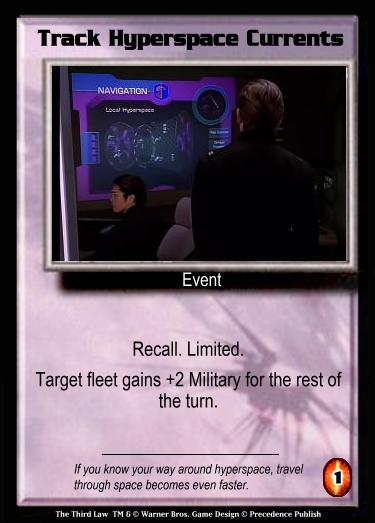 Track Hyperspace Currents
NAVIGATION
Local Hyperspace
Event
Recall. Limited.
Target fleet gains +2 Military for the rest of
the turn.
If you know your way around hyperspace, travel
through space becomes even faster.
1
The Third Law TM & © Warner Bros. Game Design © Precedence Publish